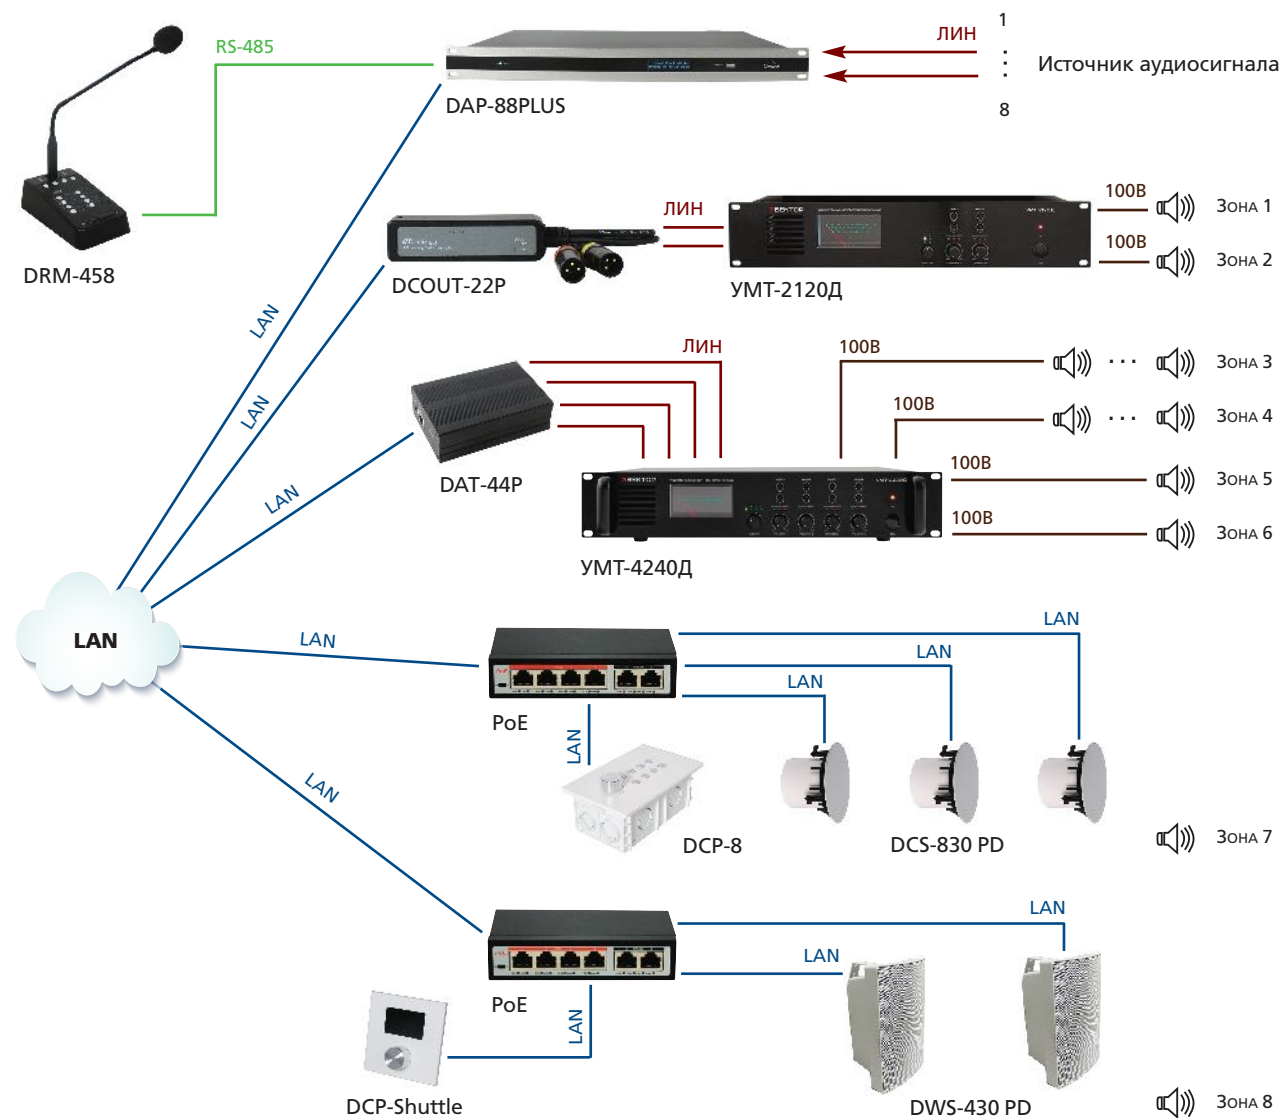 1
RS-485
ЛИН
Источник аудиосигнала
DAP-88PLUS
8
100В
Зона 1
ЛИН
ВЕКТОР
100В
Зона 2
DRM-458
DCOUT-22P
УМТ-2120Д
LAN
ЛИН
100В
Зона 3
LAN
100В
Зона 4
100В
Зона 5
ВЕКТОР
DAT-44P
LAN
100В
Зона 6
УМТ-4240Д
LAN
LAN
LAN
LAN
LAN
PoE
LAN
LAN
DCP-8
DCS-830 PD
Зона 7
LAN
LAN
PoE
LAN
DCP-Shuttle
DWS-430 PD
Зона 8